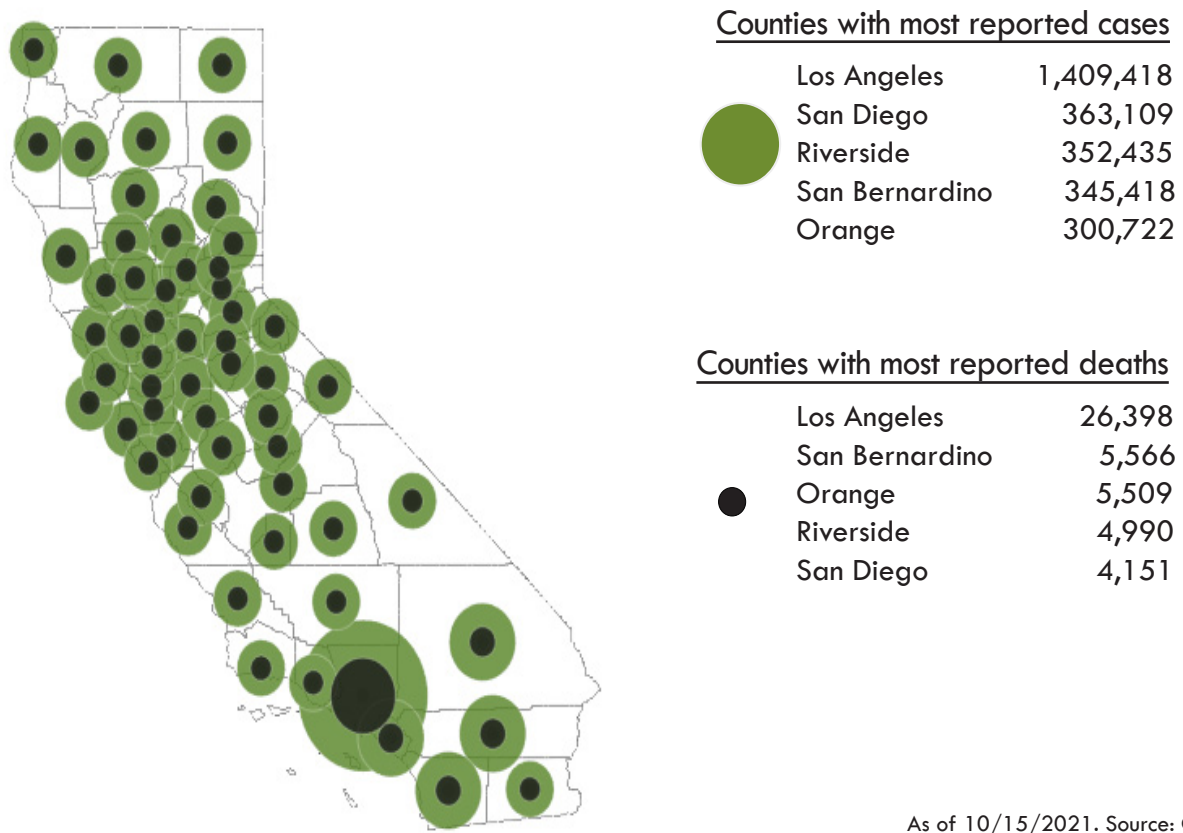 Counties with most reported cases
Los Angeles 1,409,418
San Diego 363,109
Riverside 352,435
San Bernardino 345,418
Orange 300,722
Counties with most reported deaths
Los Angeles 26,398
San Bernardino 5,566
Orange 5,509
Riverside 4,990
San Diego 4,151
As of 10/15/2021. Source: